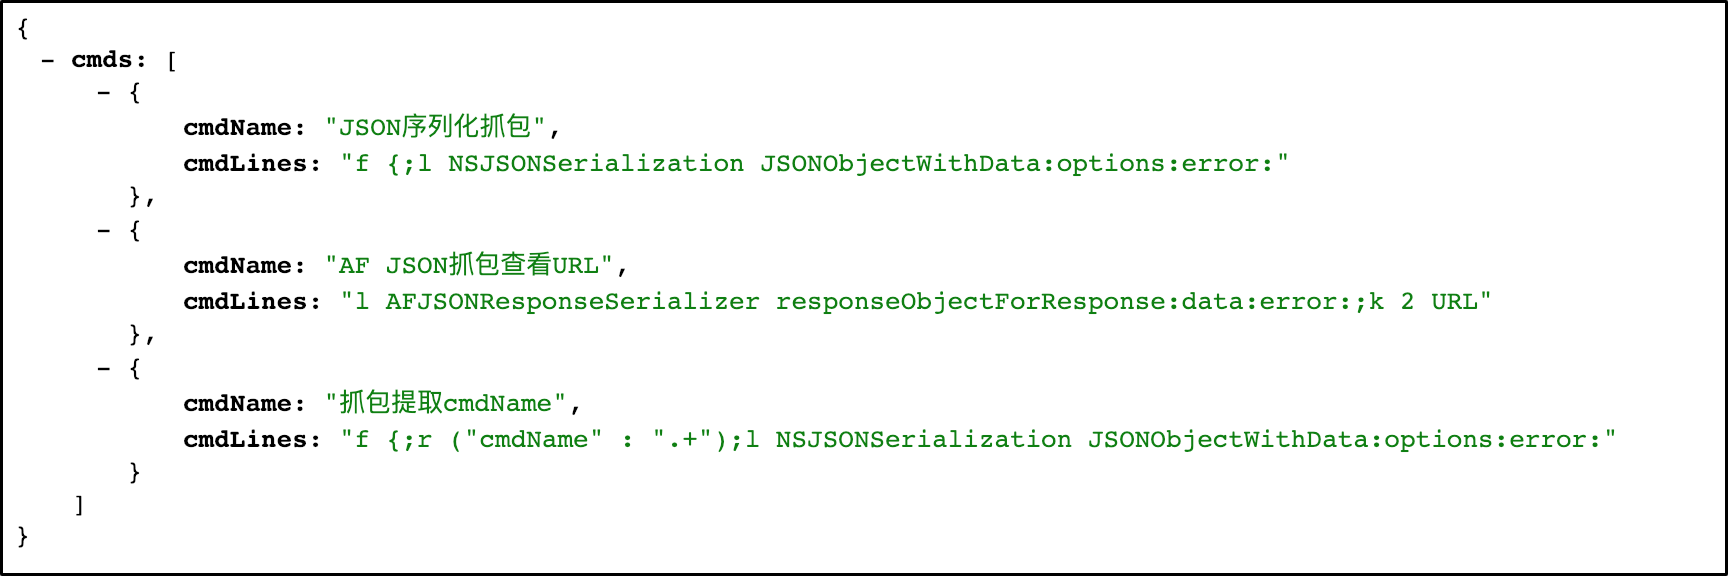 {
- cmds: [
- {
cmdName: "JSON序列化抓包",
cmdLines: "f {;l NSJSONSerialization JSONObjectWithData:options:error:"
},
- {
cmdName: "AF JSON抓包查看URL",
cmdLines: "l AFJSONResponseSerializer responseObjectForResponse:data:error:;k 2 URL"
},
- {
cmdName: "抓包提取cmdName",
cmdLines: "f {;r ("cmdName" : ".+");l NSJSONSerialization JSONObjectWithData:options:error:"
}
]
}